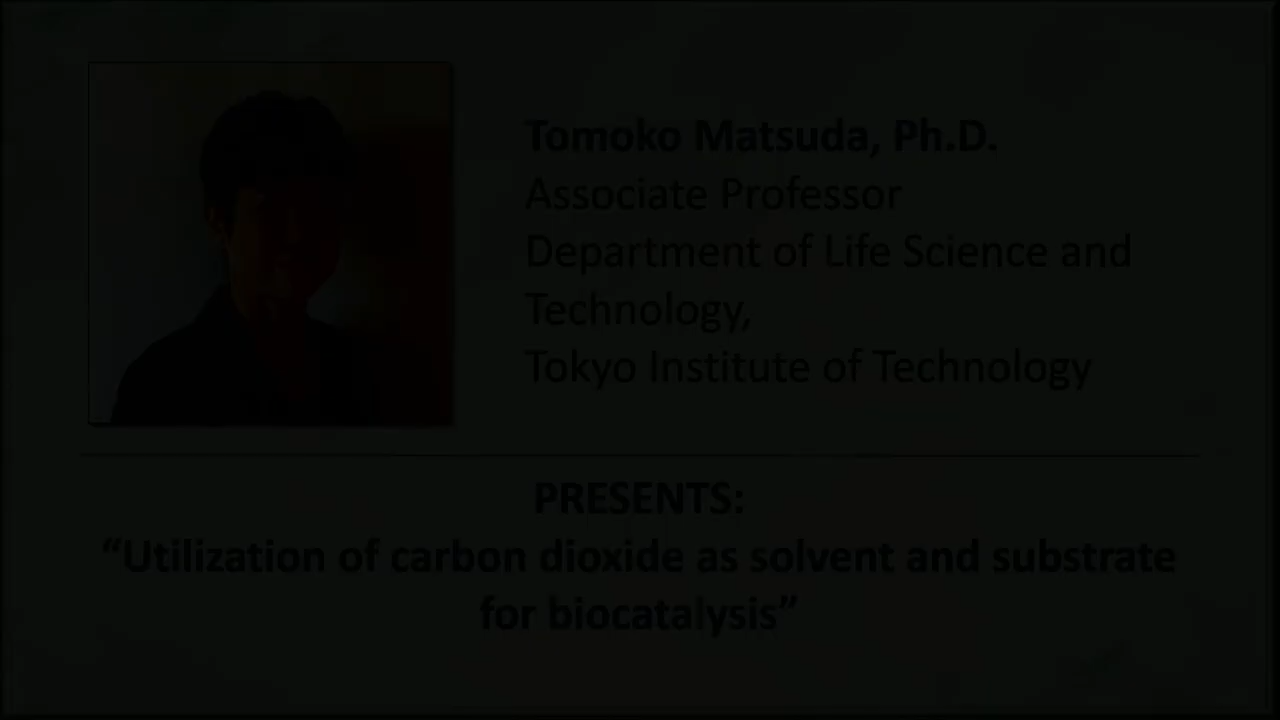 Tomoko Matsuda, Ph.D.
Associate Professor
Department of Life Science and
Technology,
Tokyo Institute of Technology
PRESENTS:
“Utilization of carbon dioxide as solvent and substrate
for biocatalysis”